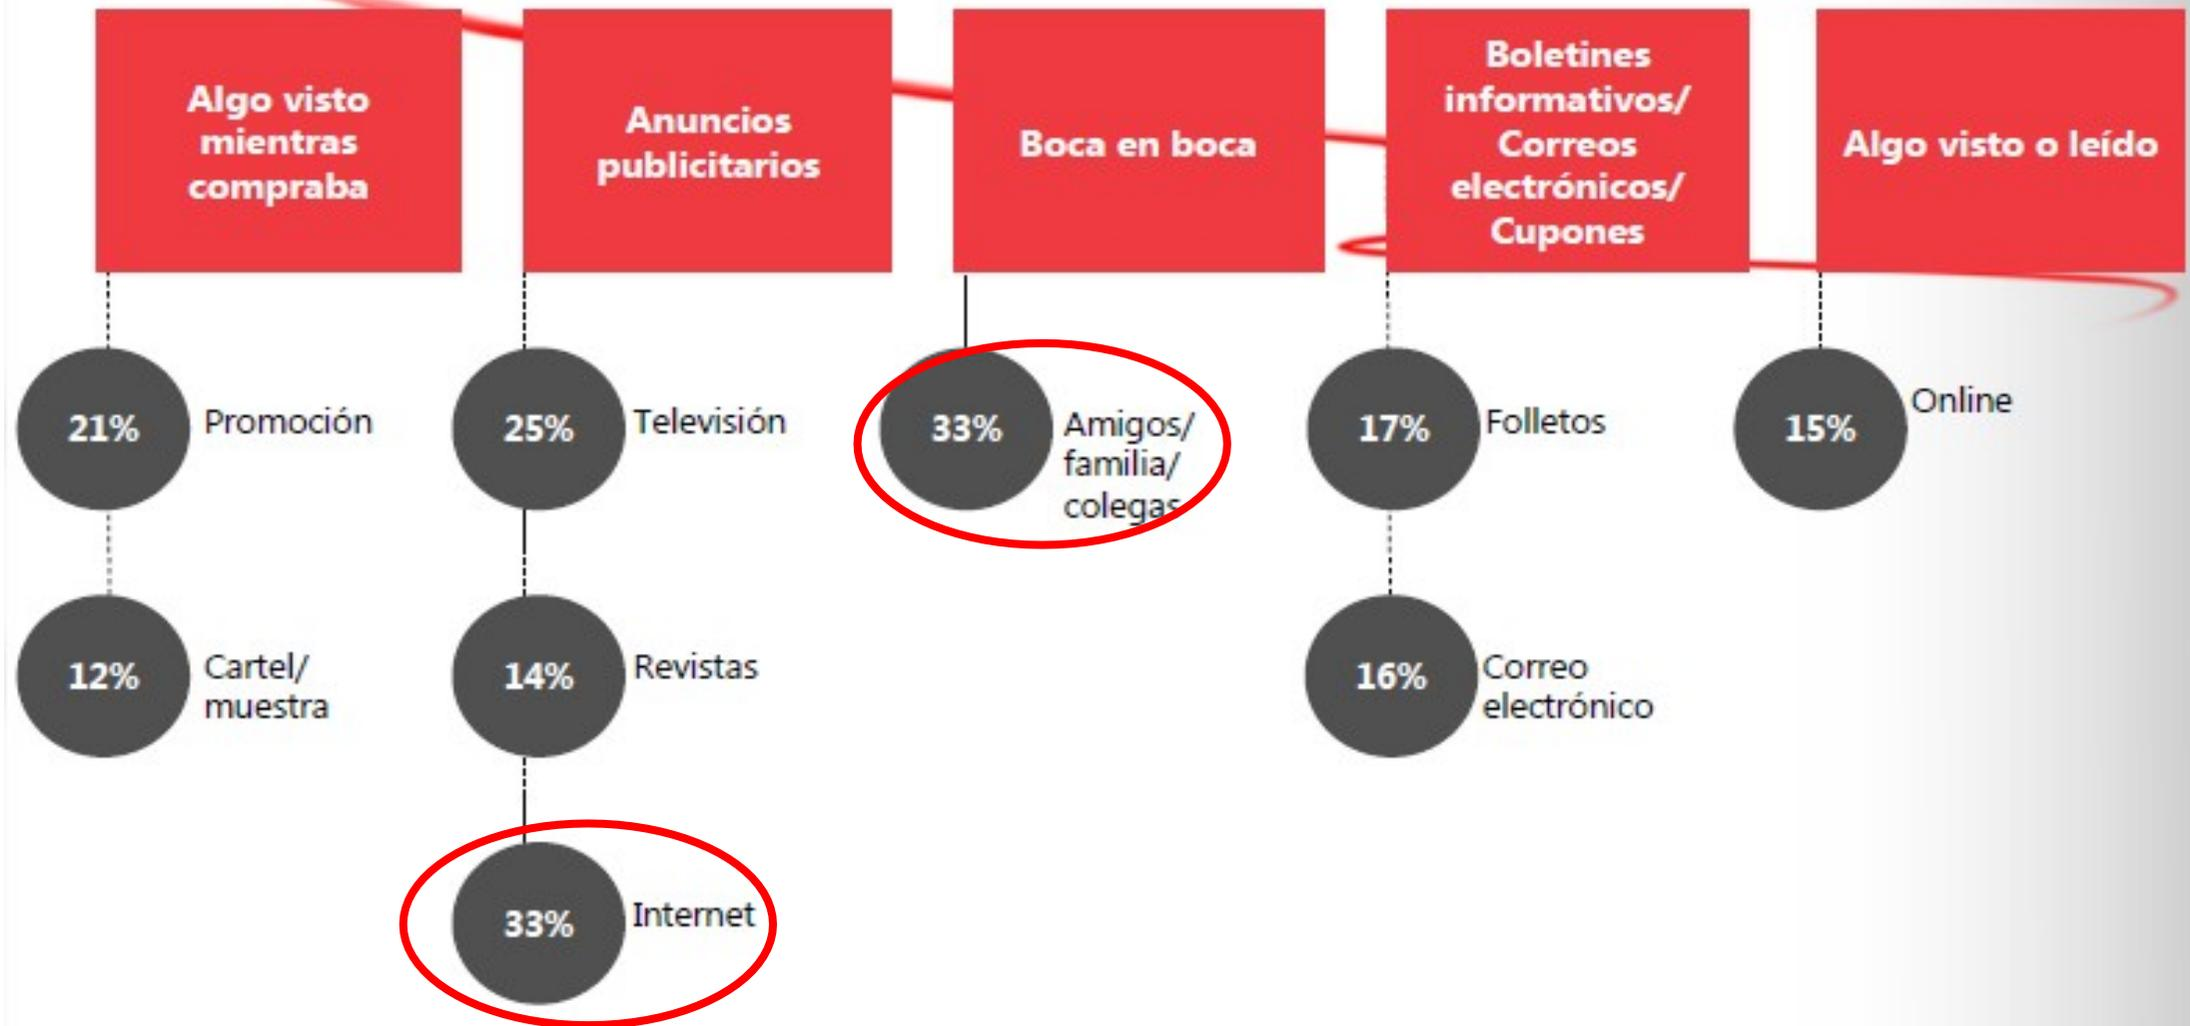 Algo visto
mientras
compraba
Anuncios
publicitarios
Boca en boca
Boletines
informativos/
Correos
electrónicos/
Cupones
Algo visto o leído
21%
Promoción
12%
Cartel/
muestra
25%
Televisión
14%
Revistas
33%
Internet
33%
Amigos/
familia/
colegas
17%
Folletos
16%
Correo
electrónico
15%
Online